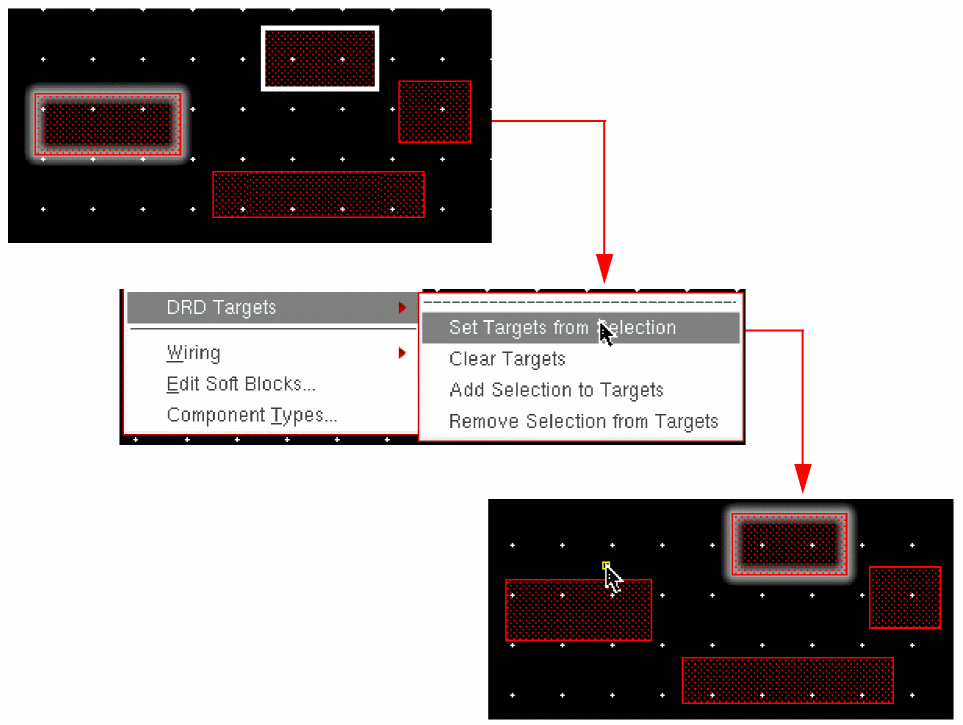 DRD Targets
Wiring
Edit Soft Blocks...
Component Types...
Set Targets from Selection
Clear Targets
Add Selection to Targets
Remove Selection from Targets